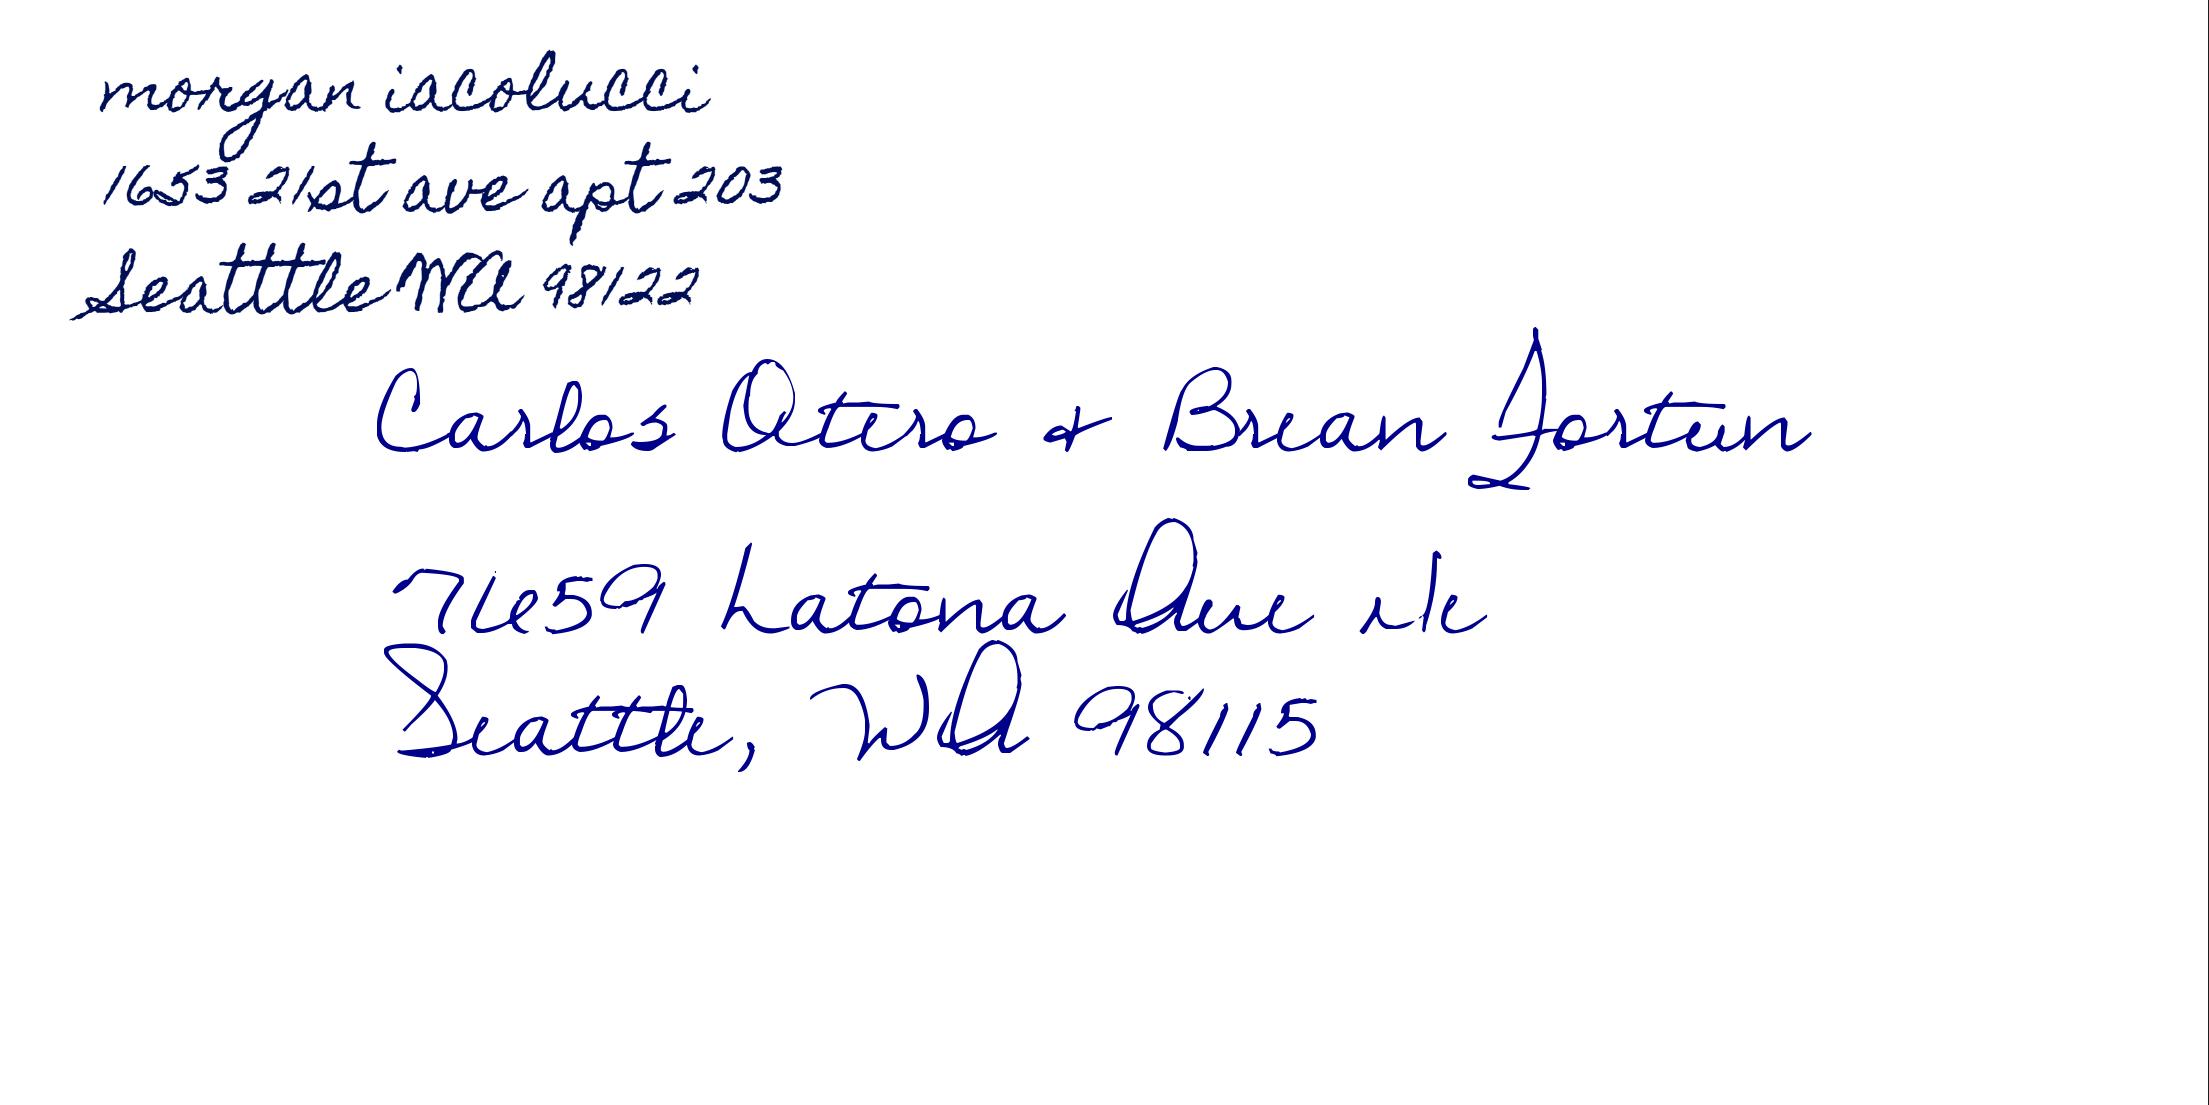 morgan iacolucci
1653 21st ave apt 203
Seatttle WA 98122
Carlos Otero & Brean Fortun
7659 Latona Ave Ne
Seattle, WA 98115